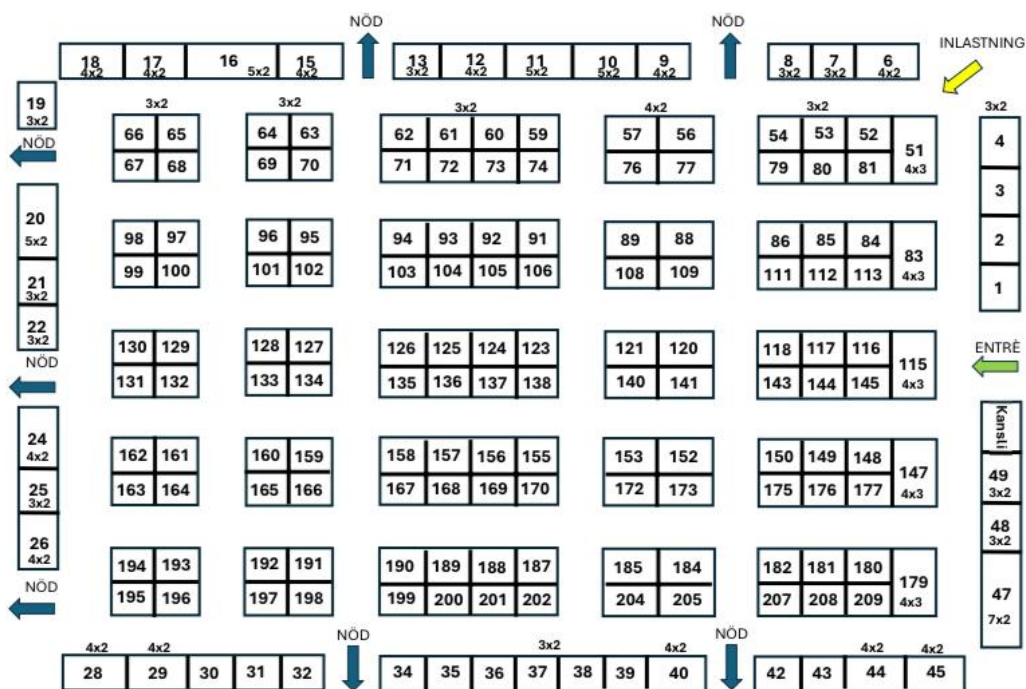 NÖD NÖD
INLASTNING
18 17 16 15 13 12 11 10 9 8 7 6
4x2 4x2 5x2 4x2 3x2 4x2 5x2 5x2 4x2 3x2 3x2 4x2
19
3x2
NÖD
3x2 3x2 3x2 4x2 3x2 3x2
66 65 64 63 62 61 60 59 57 56 54 53 52 51 4
67 68 69 70 71 72 73 74 76 77 79 80 81 4x3
3
20
5x2
98 97 96 95 94 93 92 91 89 88 86 85 84 83 2
99 100 101 102 103 104 105 106 108 109 111 112 113 4x3
21
3x2
1
22
3x2
NÖD
ENTRÈ
130 129 128 127 126 125 124 123 121 120 118 117 116 115
131 132 133 134 135 136 137 138 140 141 143 144 145 4x3
Kansli
24
4x2
162 161 160 159 158 157 156 155 153 152 150 149 148 147
163 164 165 166 167 168 169 170 172 173 175 176 177 4x3
25
3x2
49
3x2
26
4x2
48
3x2
NÖD
194 193 192 191 190 189 188 187 185 184 182 181 180 179
195 196 197 198 199 200 201 202 204 205 207 208 209 4x3
47
7x2
NÖD NÖD
4x2 4x2 3x2 4x2 4x2 4x2
28 29 30 31 32 34 35 36 37 38 39 40 42 43 44 45